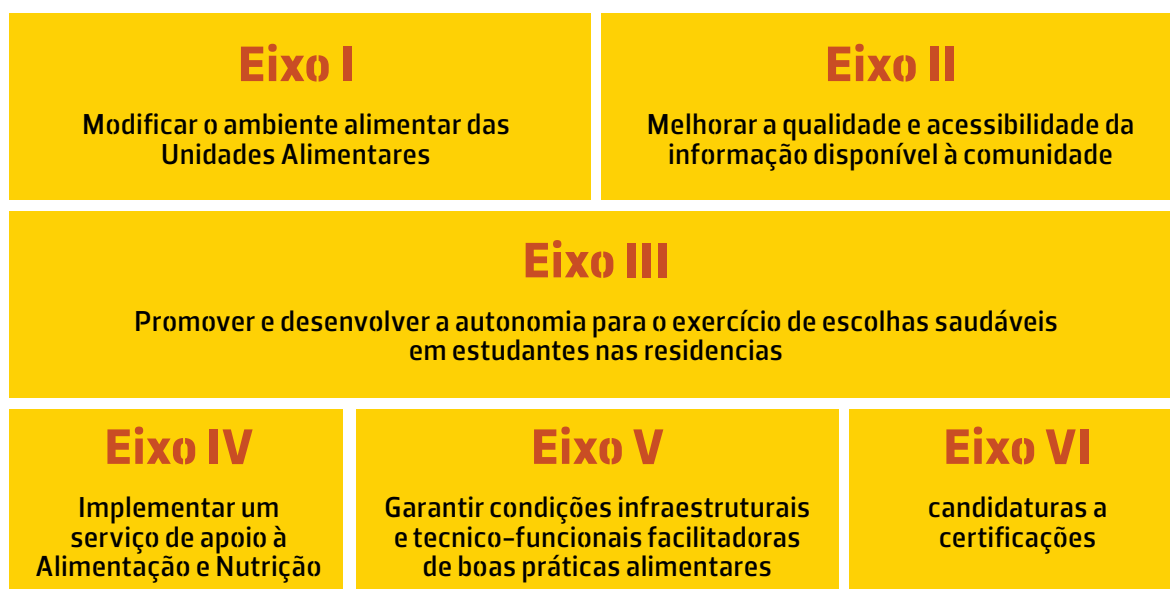 Eixo I
Modificar o ambiente alimentar das
Unidades Alimentares
Eixo II
Melhorar a qualidade e acessibilidade da
informação disponível à comunidade
Eixo III
Promover e desenvolver a autonomia para o exercício de escolhas saudáveis
em estudantes nas residencias
Eixo IV
Implementar um
serviço de apoio à
Alimentação e Nutrição
Eixo V
Garantir condições infraestruturais
e tecnico-funcionais facilitadoras
de boas práticas alimentares
Eixo VI
candidaturas a
certificações